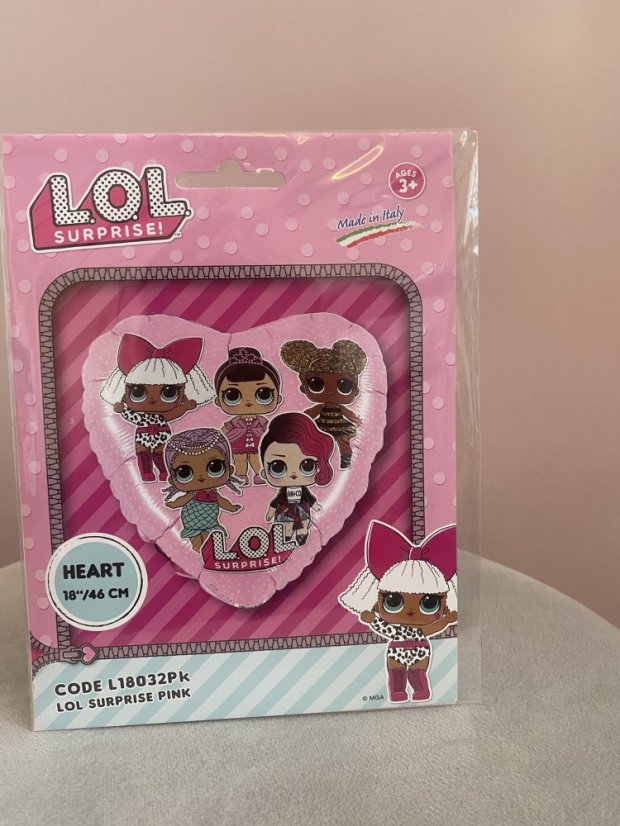 L.O.L.
SURPRISE!
AGES
3+
Made in Italy
L.O.L.
SURPRISE!
HEART
18"/46 CM
CODE L18032Pk
LOL SURPRISE PINK
© MGA